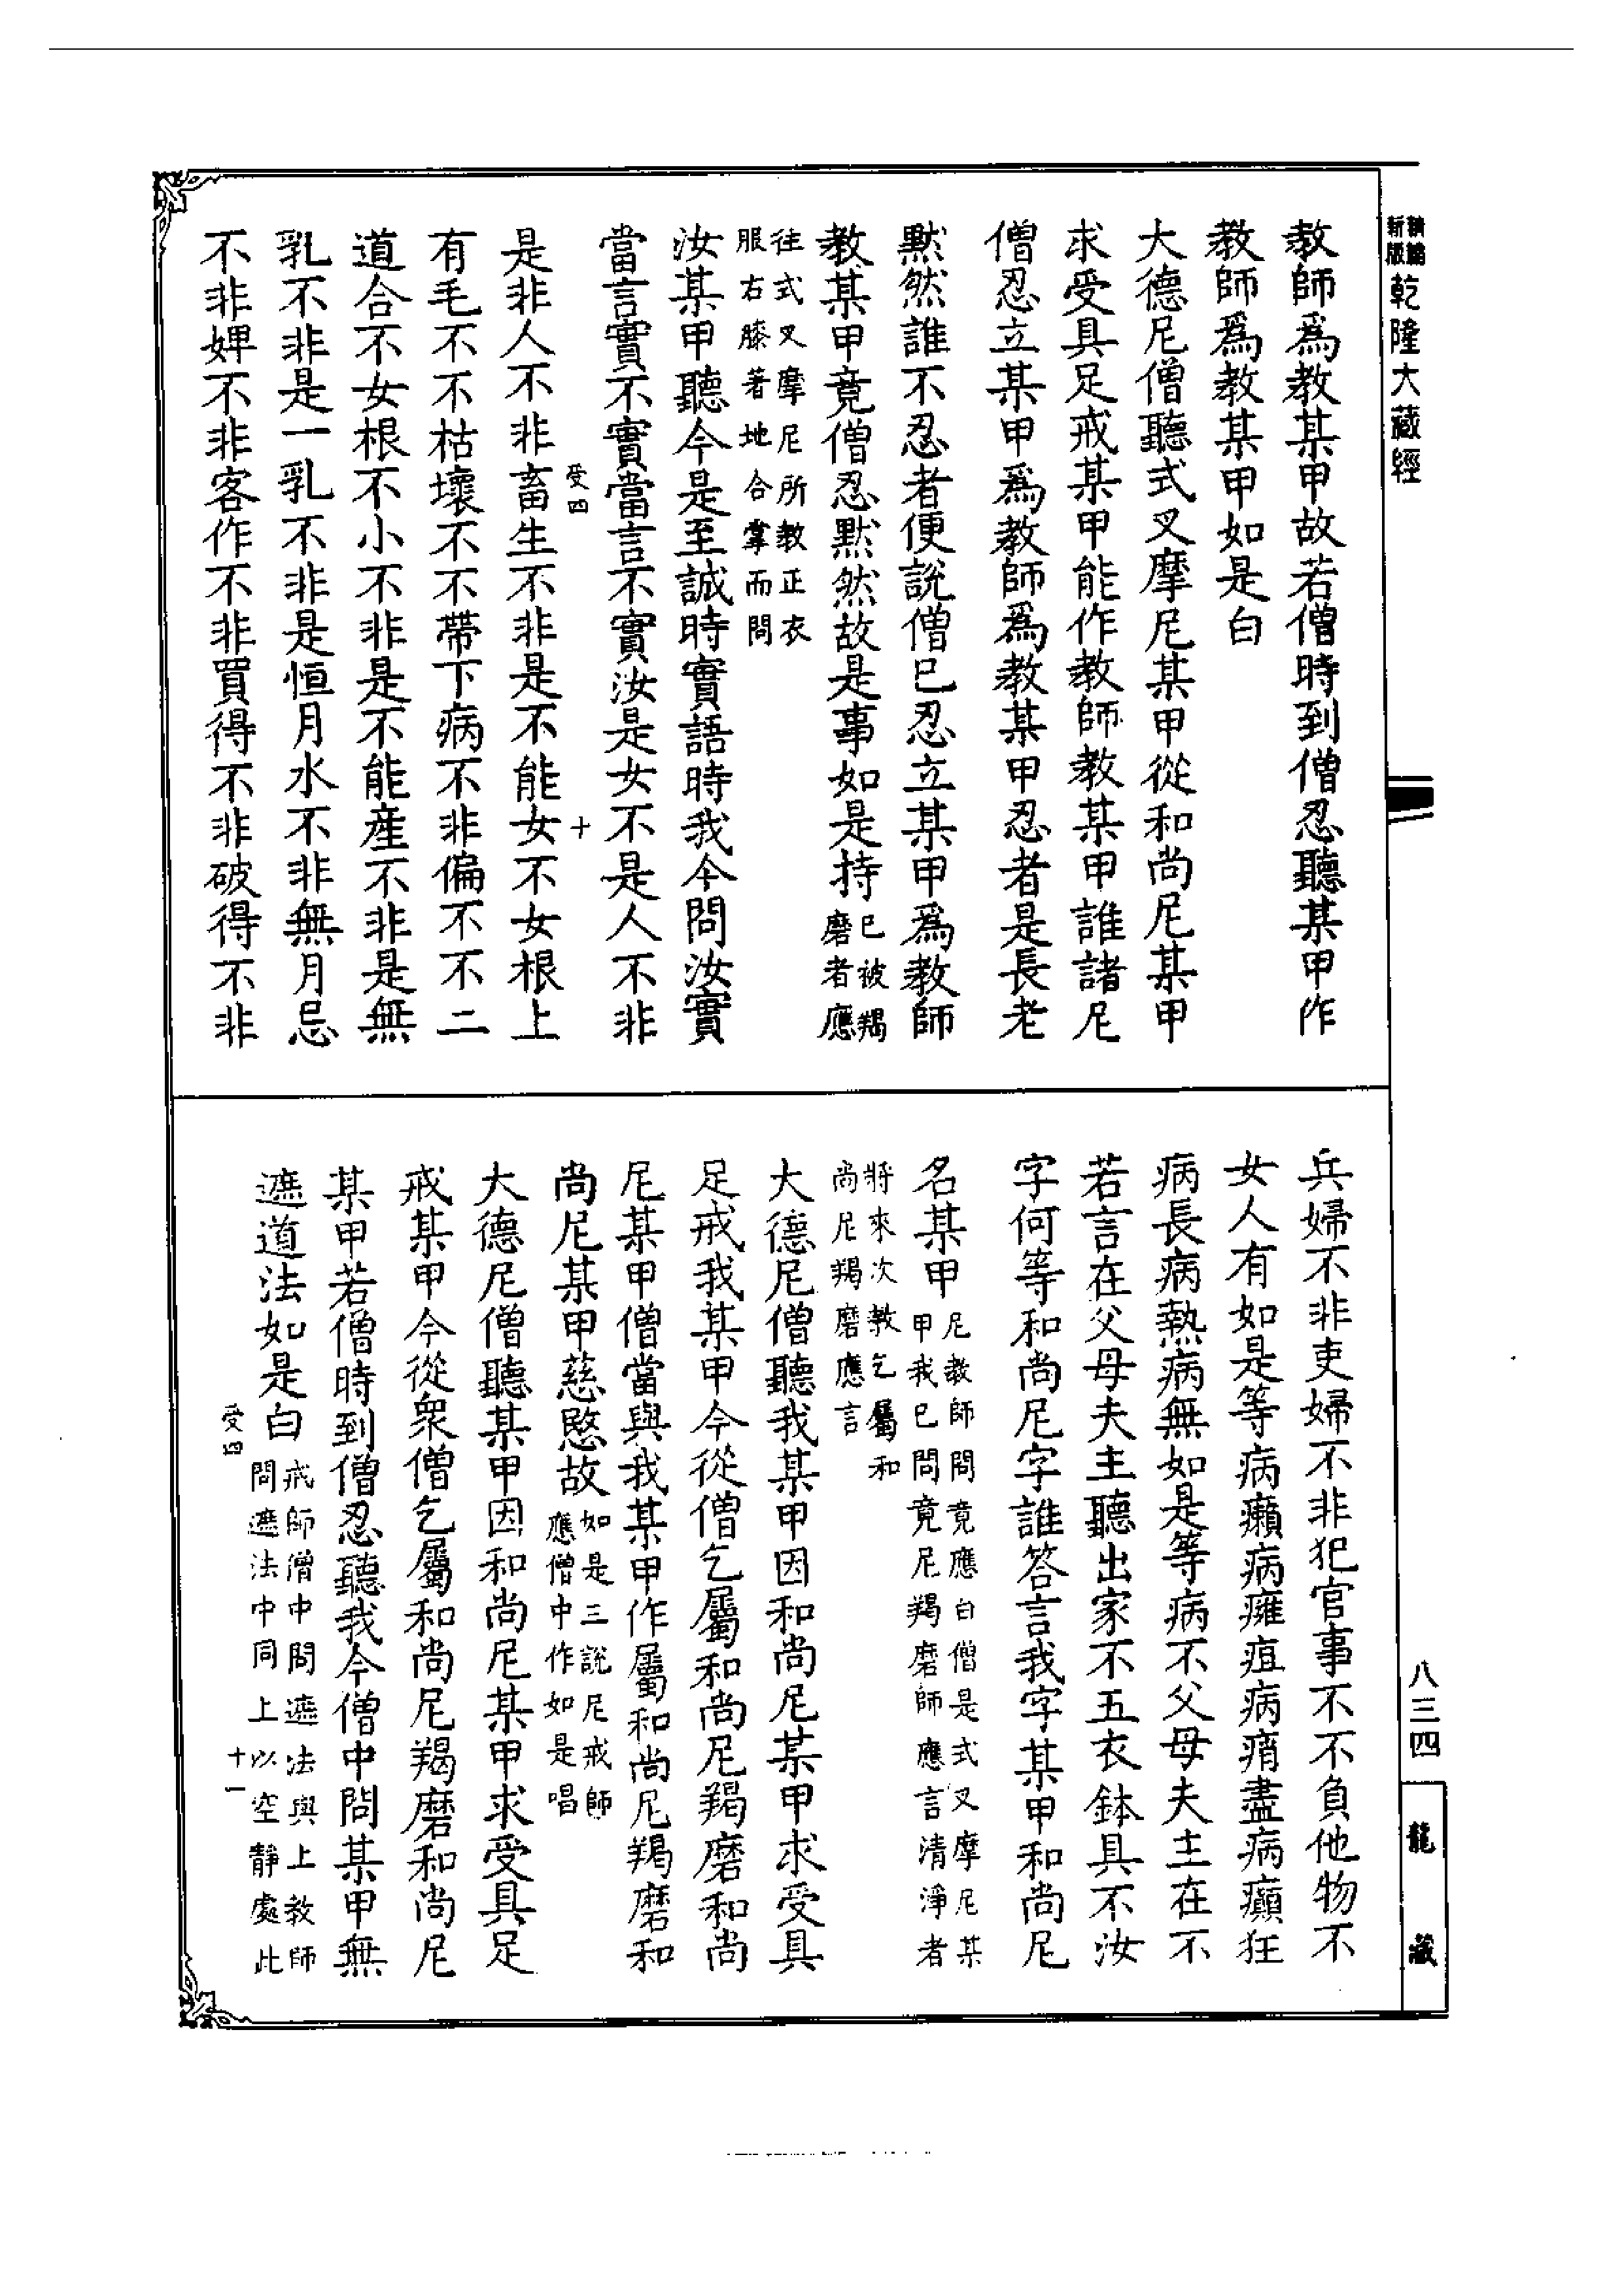 新版
乾隆大藏經
教師爲教某甲故若僧時到僧忍聽某甲作
教師爲教某甲如是白
大德尼僧聽式叉摩尼某甲從和尚尼某甲
求受具足戒某甲能作教師教某甲誰諸尼
僧忍立某甲爲教師爲教某甲忍者是長老
默然誰不忍者便說僧已忍立某甲爲教師
教某甲竟僧忍默然故是事如是持已被羯
磨者應
往式叉摩尼所教正衣
服右膝著地合掌而問
汝某甲聽今是至誠時實語時我今問汝實
當言實不實當言不實汝是女不是人不非
受四
十
是非人不非畜生不非是不能女不女根上
有毛不不枯壞不不帶下病不非偏不不二
道合不女根不小不非是不能產不非是無
乳不非是一乳不非是恒月水不非無月忌
不非婢不非客作不非買得不非破得不非
兵婦不非吏婦不非犯官事不不負他物不
女人有如是等病癩病癰疽病痟盡病癲狂
病長病熱病無如是等病不父母夫主在不
若言在父母夫主聽出家不五衣鉢具不汝
字何等和尚尼字誰答言我字某甲和尚尼
名某甲尼教師問竟應白僧是式叉摩尼某
甲我已問竟尼羯磨師應言清淨者
將來次教乞屬和
尚尼羯磨應言
大德尼僧聽我某甲因和尚尼某甲求受具
足戒我某甲今從僧乞屬和尚尼羯磨和尚
尼某甲僧當與我某甲作屬和尚尼羯磨和
尚尼某甲慈愍故如是三說尼戒師
應僧中作如是唱
大德尼僧聽某甲因和尚尼某甲求受具足
戒某甲今從衆僧乞屬和尚尼羯磨和尚尼
某甲若僧時到僧忍聽我今僧中問某甲無
遮道法如是白戒師僧中問遮法與上教師
問遮法中同上以空靜處此
受四
十一
八三四
龍藏